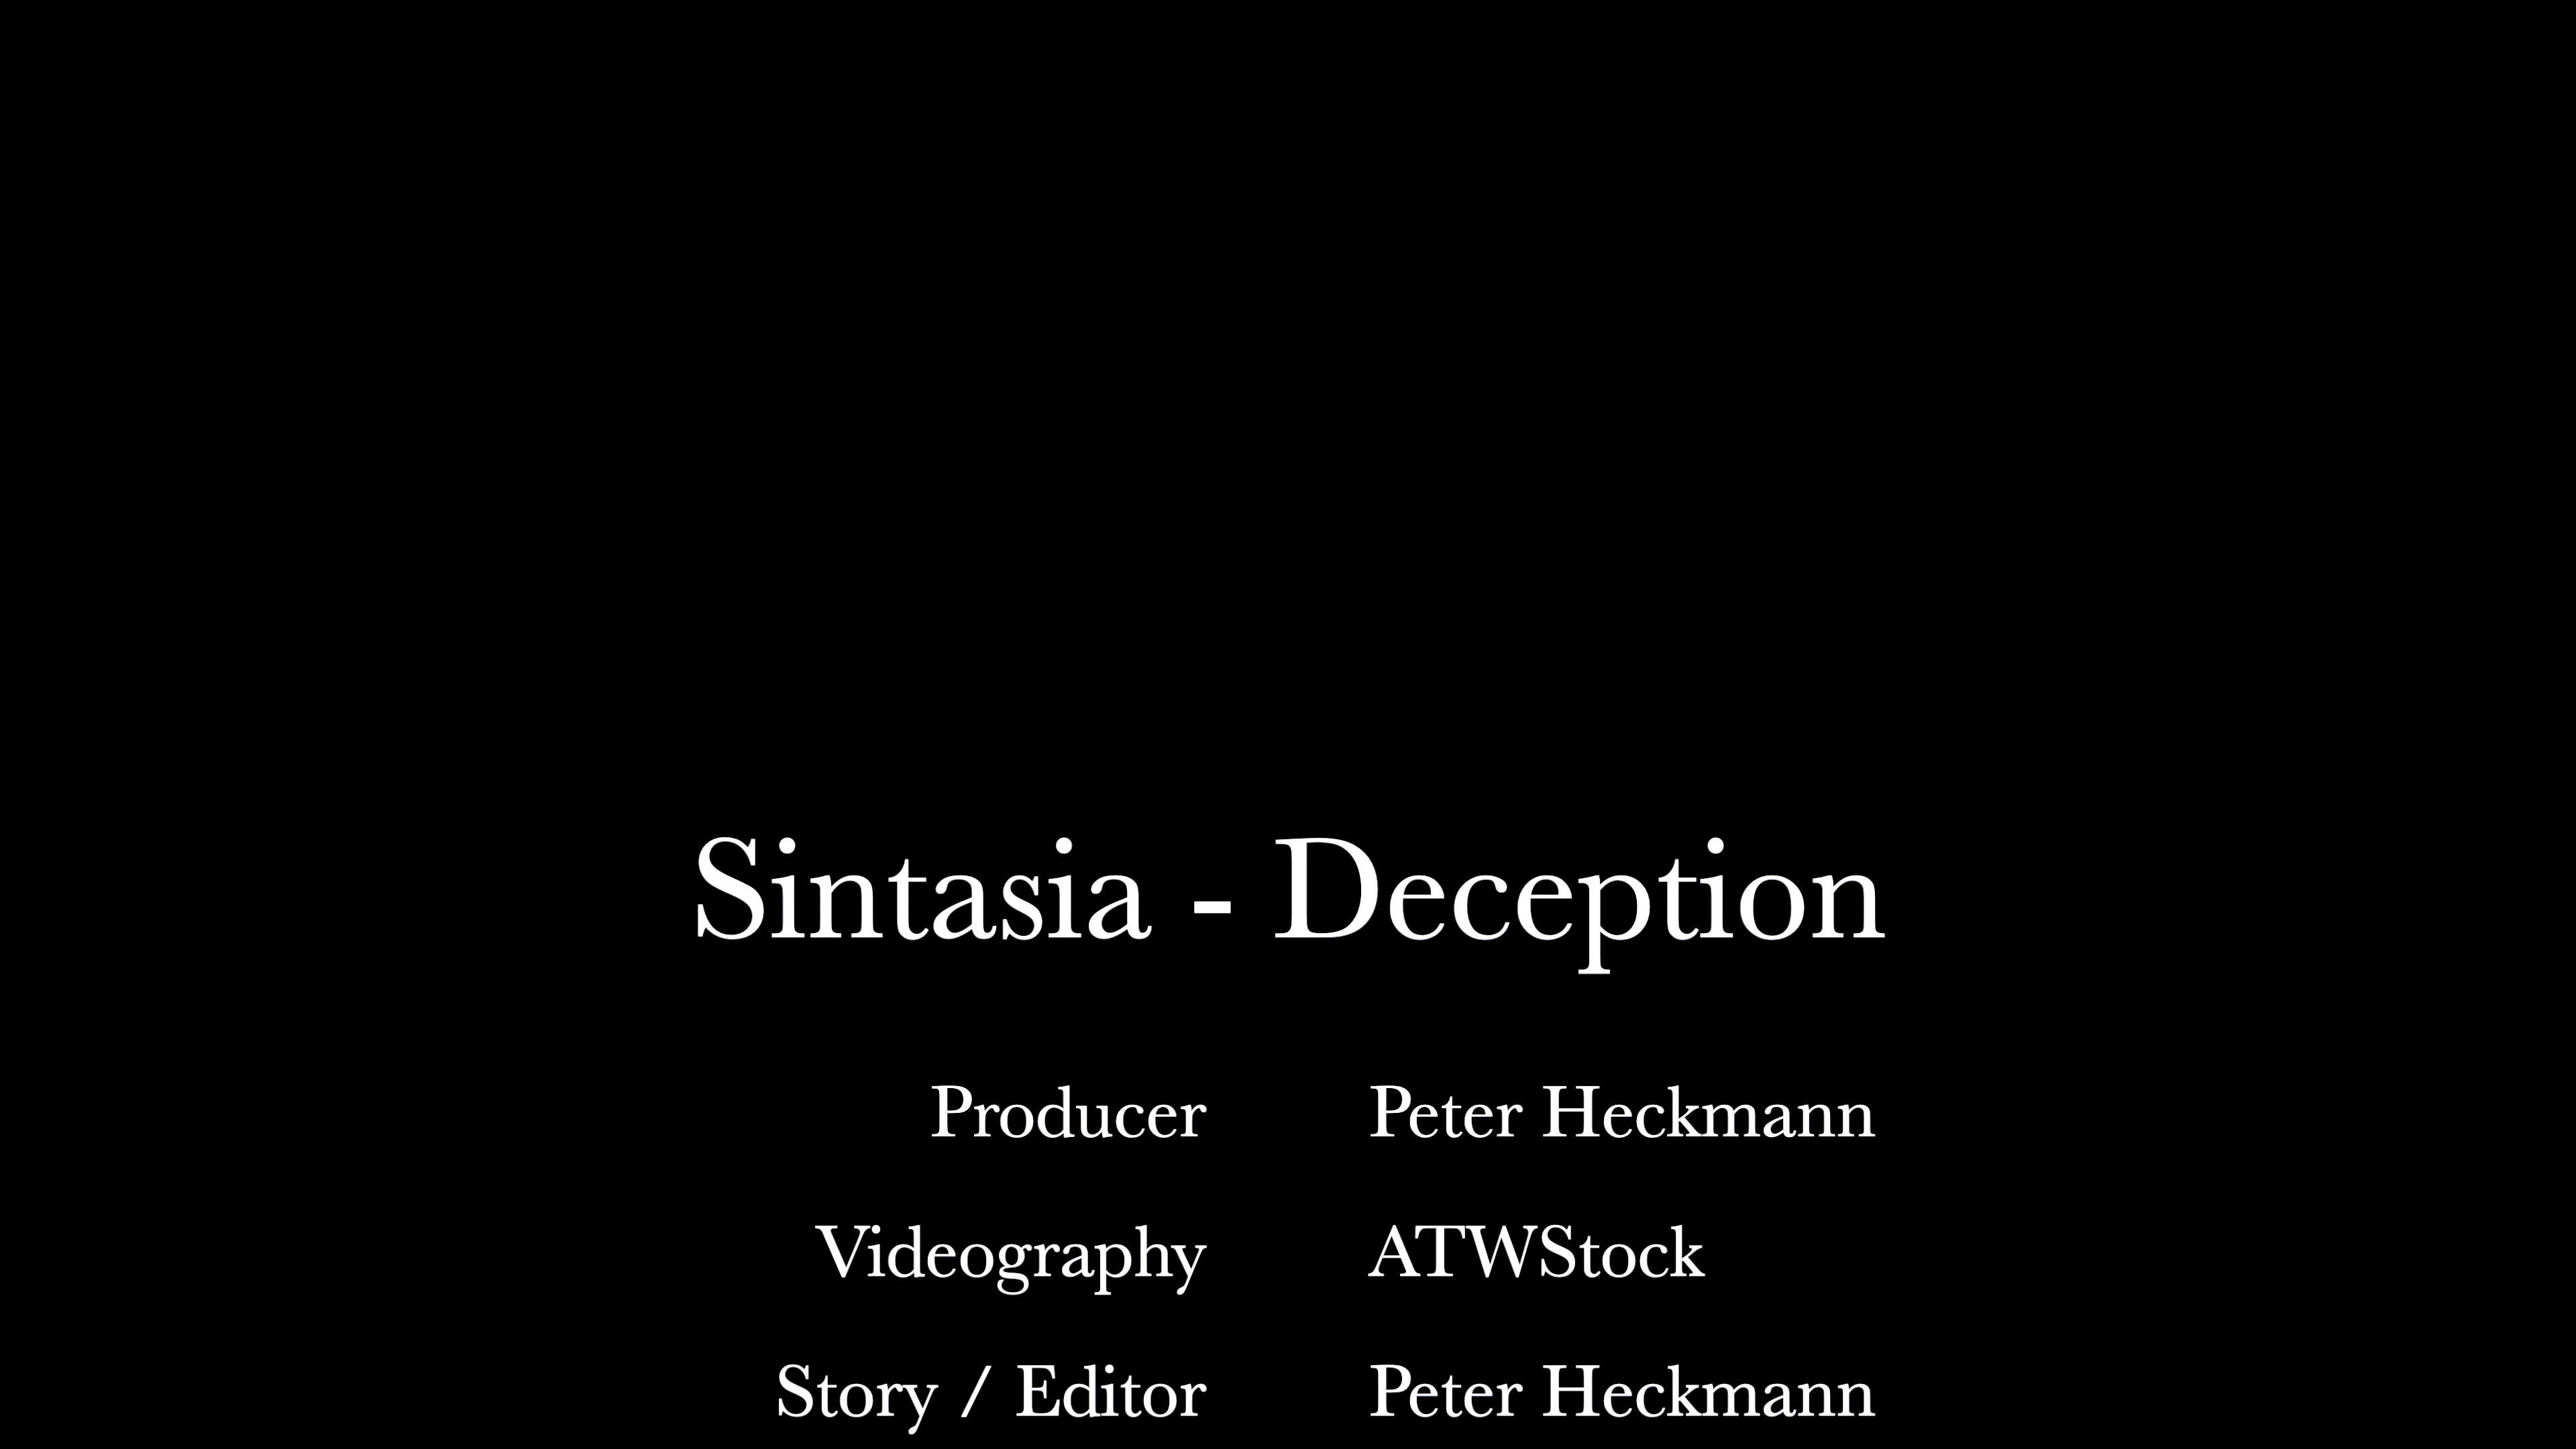 Sintasia - Deception
Producer Peter Heckmann
Videography ATWStock
Story / Editor Peter Heckmann